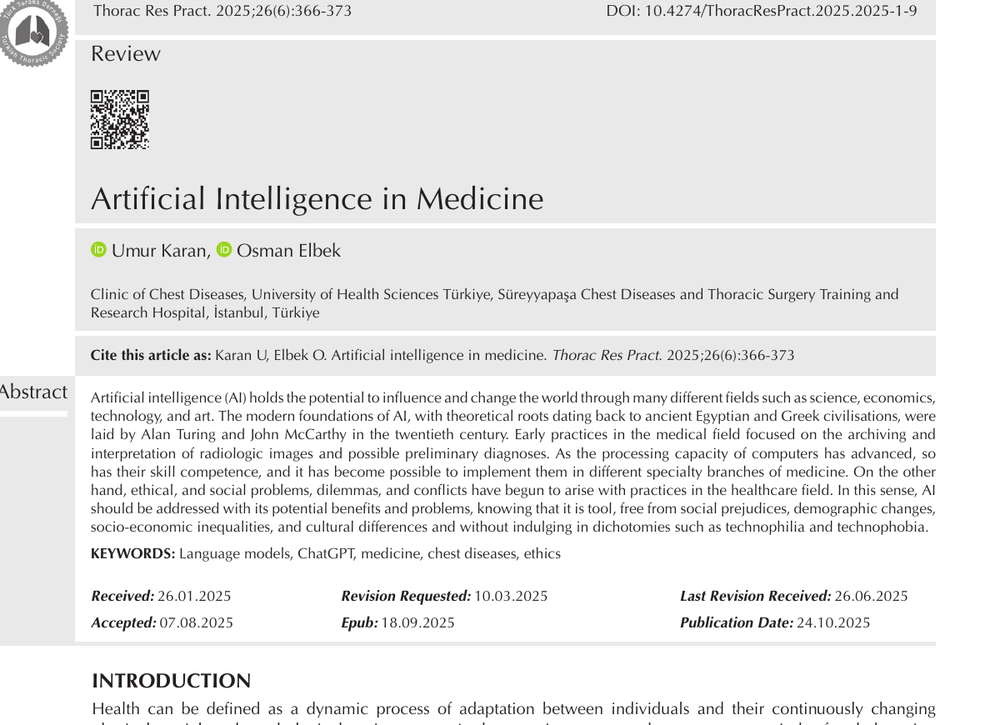 Türk Toraks Derneği
Turkish Thoracic Society
Thorac Res Pract. 2025;26(6):366-373
DOI: 10.4274/ThoracResPract.2025.2025-1-9
Review
Artificial Intelligence in Medicine
iD Umur Karan, iD Osman Elbek
Clinic of Chest Diseases, University of Health Sciences Türkiye, Süreyyapaşa Chest Diseases and Thoracic Surgery Training and
Research Hospital, İstanbul, Türkiye
Cite this article as: Karan U, Elbek O. Artificial intelligence in medicine. Thorac Res Pract. 2025;26(6):366-373
Abstract
Artificial intelligence (AI) holds the potential to influence and change the world through many different fields such as science, economics,
technology, and art. The modern foundations of AI, with theoretical roots dating back to ancient Egyptian and Greek civilisations, were
laid by Alan Turing and John McCarthy in the twentieth century. Early practices in the medical field focused on the archiving and
interpretation of radiologic images and possible preliminary diagnoses. As the processing capacity of computers has advanced, so
has their skill competence, and it has become possible to implement them in different specialty branches of medicine. On the other
hand, ethical, and social problems, dilemmas, and conflicts have begun to arise with practices in the healthcare field. In this sense, AI
should be addressed with its potential benefits and problems, knowing that it is tool, free from social prejudices, demographic changes,
socio-economic inequalities, and cultural differences and without indulging in dichotomies such as technophilia and technophobia.
KEYWORDS: Language models, ChatGPT, medicine, chest diseases, ethics
Received: 26.01.2025
Revision Requested: 10.03.2025
Last Revision Received: 26.06.2025
Accepted: 07.08.2025
Epub: 18.09.2025
Publication Date: 24.10.2025
INTRODUCTION
Health can be defined as a dynamic process of adaptation between individuals and their continuously changing